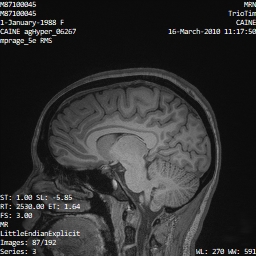 M87100045
M87100045
1-January-1988 F
CAINE agHyper_06267
mprage_5e RMS
MRN
TrioTim
CAINE
16-March-2010 11:17:50
ST: 1.00 SL: -5.85
RT: 2530.00 ET: 1.64
FS: 3.00
MR
LittleEndianExplicit
Images: 87/192
Series: 3
WL: 270 WW: 591